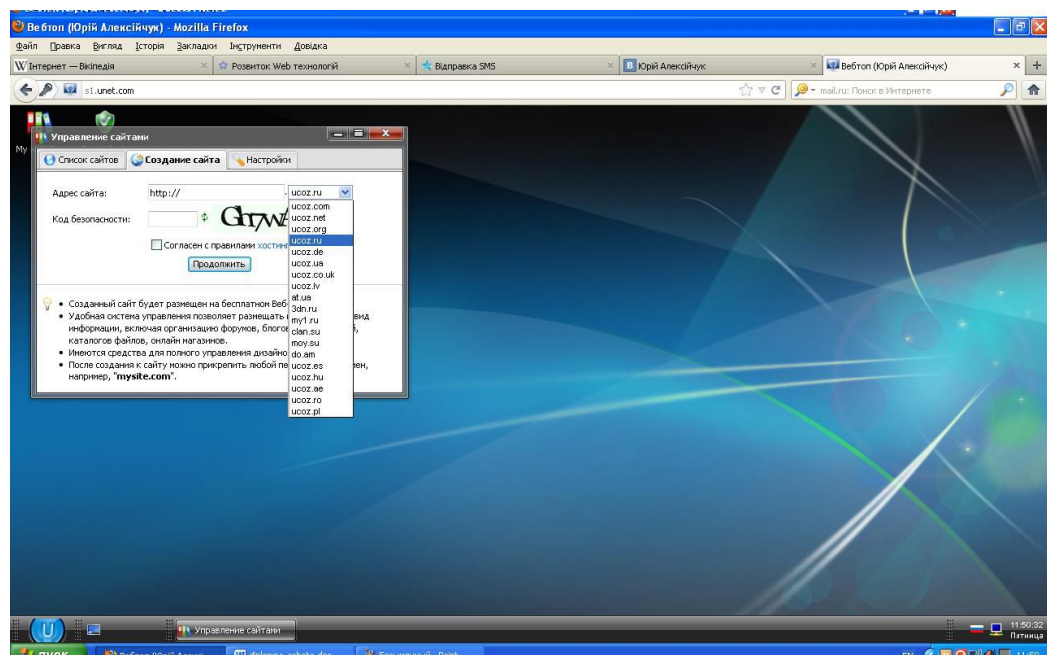 Вебтоп (Юрій Алексійчук) - Mozilla Firefox
Файл Правка Вигляд Історія Закладки Інструменти Довідка
Інтернет — Вікіпедія
Розвиток Web технологій
Відправка SMS
Юрій Алексійчук
Вебтоп (Юрій Алексійчук)
s1.unet.com
mail.ru: Поиск в Интернете
My
Управление сайтами
Список сайтов
Создание сайта
Настройки
Адрес сайта: http:// . ucoz.ru
Код безопасности:
Согласен с правилами
Продолжить
ucoz.com
ucoz.net
ucoz.org
ucoz.ru
ucoz.de
ucoz.ua
ucoz.co.uk
ucoz.lv
at.ua
3dn.ru
my1.ru
clan.su
moy.su
do.am
ucoz.es
ucoz.hu
ucoz.ae
ucoz.ro
ucoz.pl
• Созданный сайт будет размещен на бесплатном
• Удобная система управления позволяет размещать вид
информации, включая организацию форумов,
каталогов файлов, онлайн магазинов.
• Имеются средства для полного управления
• После создания к сайту можно прикрепить любой
например, "mysite.com".
U
Управление сайтами
11:50:32
Пятница